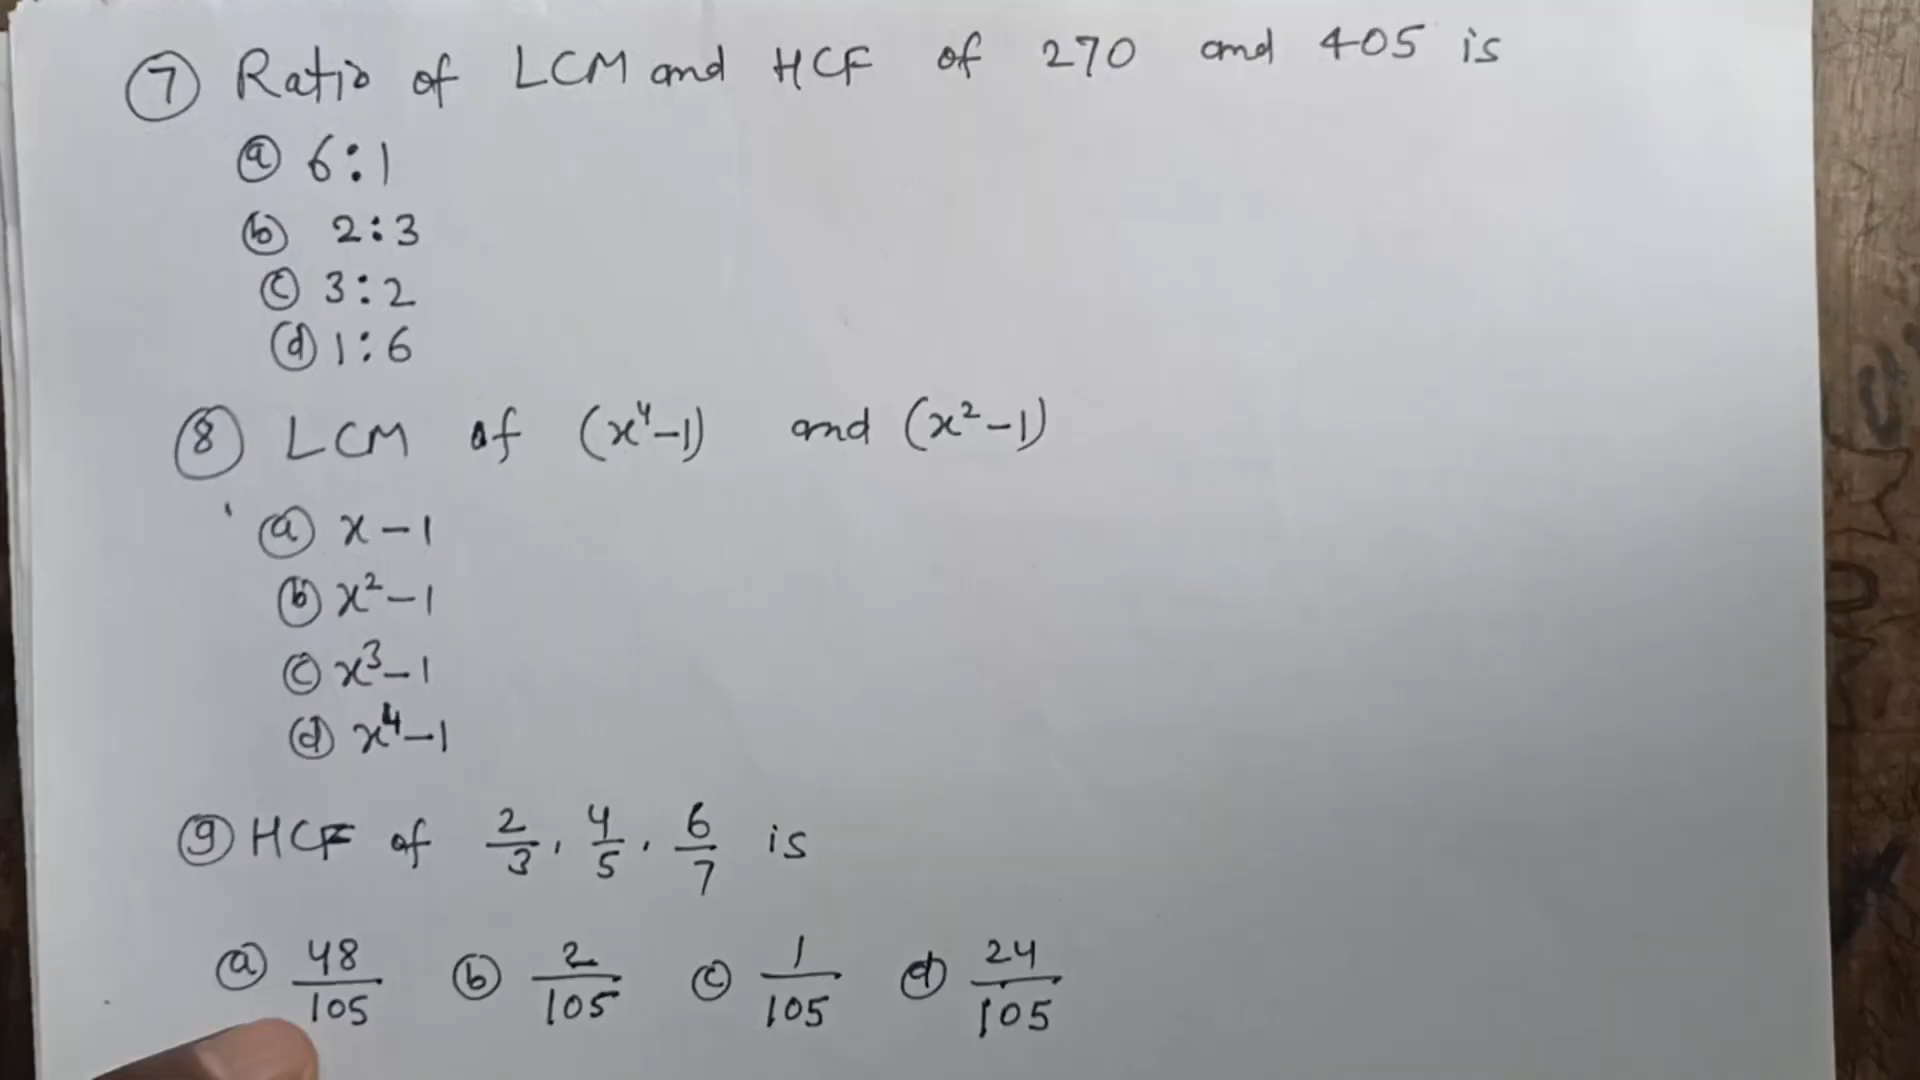 7 Ratio of LCM and HCF of 270 and 405 is
a 6:1
b 2:3
c 3:2
d 1:6
8 LCM of (x⁴-1) and (x²-1)
a x-1
b x²-1
c x³-1
d x⁴-1
9 HCF of 2/3, 4/5, 6/7 is
a 48/105 b 2/105 c 1/105 d 24/105